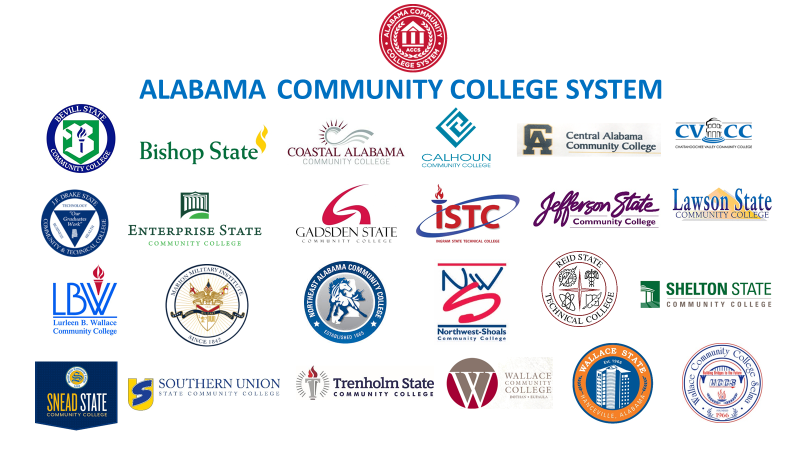 ALABAMA COMMUNITY
ACCS
COLLEGE SYSTEM
ALABAMA COMMUNITY COLLEGE SYSTEM
BEVILL STATE
COMMUNITY COLLEGE
Bishop State
COASTAL ALABAMA
COMMUNITY COLLEGE
CALHOUN
COMMUNITY COLLEGE
CA
Central Alabama
Community College
CVCC
CHATTAHOOCHEE VALLEY COMMUNITY COLLEGE
J.F. DRAKE STATE
TECHNOLOGY
"Our
Graduates
Work"
COMMUNITY & TECHNICAL COLLEGE
ENTERPRISE STATE
COMMUNITY COLLEGE
GADSDEN STATE
COMMUNITY COLLEGE
ISTC
INGRAM STATE TECHNICAL COLLEGE
Jefferson State
Community College
Lawson State
COMMUNITY COLLEGE
LBW
Lurleen B. Wallace
Community College
MARION MILITARY INSTITUTE
SINCE 1842
NORTHEAST ALABAMA COMMUNITY COLLEGE
ESTABLISHED 1963
NWS
Northwest-Shoals
Community College
REID STATE
TECHNICAL COLLEGE
SHELTON STATE
COMMUNITY COLLEGE
SNEAD STATE
COMMUNITY COLLEGE
S
SOUTHERN UNION
STATE COMMUNITY COLLEGE
Trenholm State
COMMUNITY COLLEGE
W
WALLACE
COMMUNITY
COLLEGE
DOTHAN • EUFAULA
WALLACE STATE
Est. 1966
HANCEVILLE, ALABAMA
Wallace Community College Selma
WCCS
1966